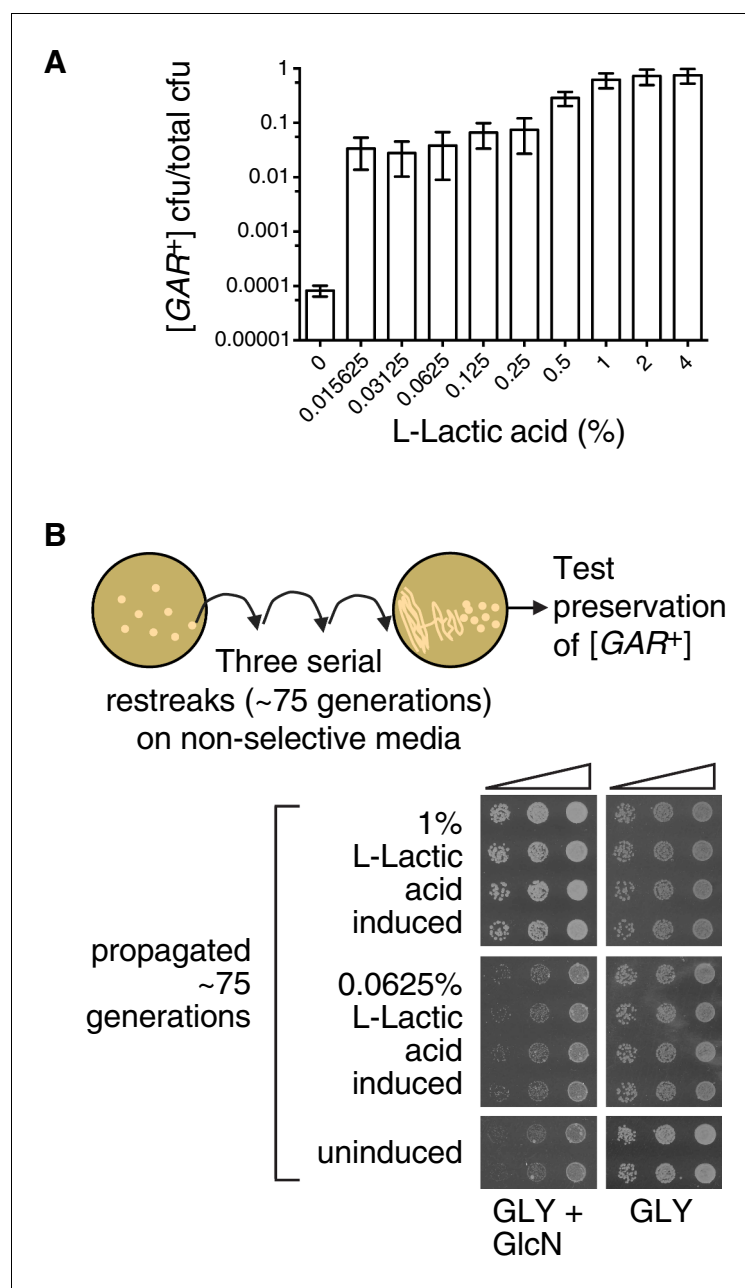 A
[GAR+] cfu/total cfu
1
0.1
0.01
0.001
0.0001
0.00001
0
0.015625
0.03125
0.0625
0.125
0.25
0.5
1
2
4
L-Lactic acid (%)
B
Three serial
restreaks (~75 generations)
on non-selective media
Test
preservation
of [GAR+]
propagated
~75
generations
1%
L-Lactic
acid
induced
0.0625%
L-Lactic
acid
induced
uninduced
GLY +
GlcN
GLY